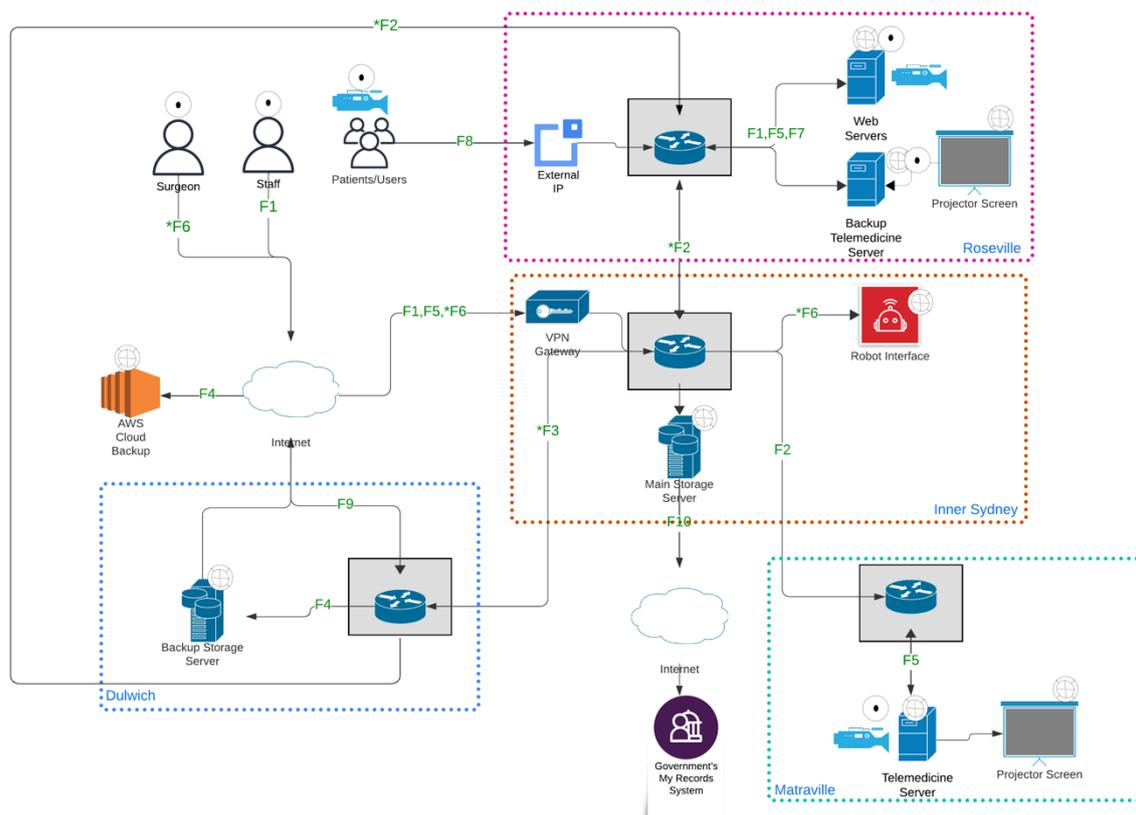 *F2
F1,F5,F7
Web
Servers
F8
External
IP
Surgeon
Staff
Patients/Users
Projector Screen
Backup
Telemedicine
Server
Roseville
F1
*F6
*F2
F1,F5,*F6
VPN
Gateway
*F6
Robot Interface
F4
AWS
Cloud
Backup
Internet
*F3
F2
Main Storage
Server
Inner Sydney
F10
F9
F4
Backup Storage
Server
Dulwich
Internet
Government's
My Records
System
F5
Telemedicine
Server
Projector Screen
Matraville